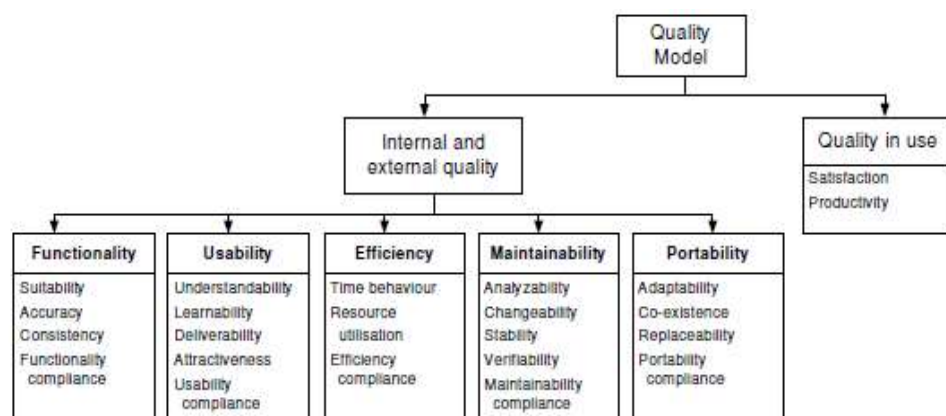 Quality
Model
Internal and
external quality
Quality in use
Satisfaction
Productivity
Functionality
Suitability
Accuracy
Consistency
Functionality
compliance
Usability
Understandability
Learnability
Deliverability
Attractiveness
Usability
compliance
Efficiency
Time behaviour
Resource
utilisation
Efficiency
compliance
Maintainability
Analyzability
Changeability
Stability
Verifiability
Maintainability
compliance
Portability
Adaptability
Co-existence
Replaceability
Portability
compliance